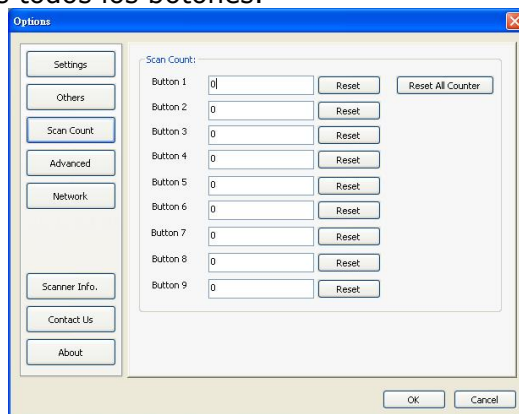 todos los botones.
Options
Settings
Others
Scan Count
Advanced
Network
Scanner Info.
Contact Us
About
Scan Count:
Button 1 0 Reset Reset All Counter
Button 2 0 Reset
Button 3 0 Reset
Button 4 0 Reset
Button 5 0 Reset
Button 6 0 Reset
Button 7 0 Reset
Button 8 0 Reset
Button 9 0 Reset
OK Cancel